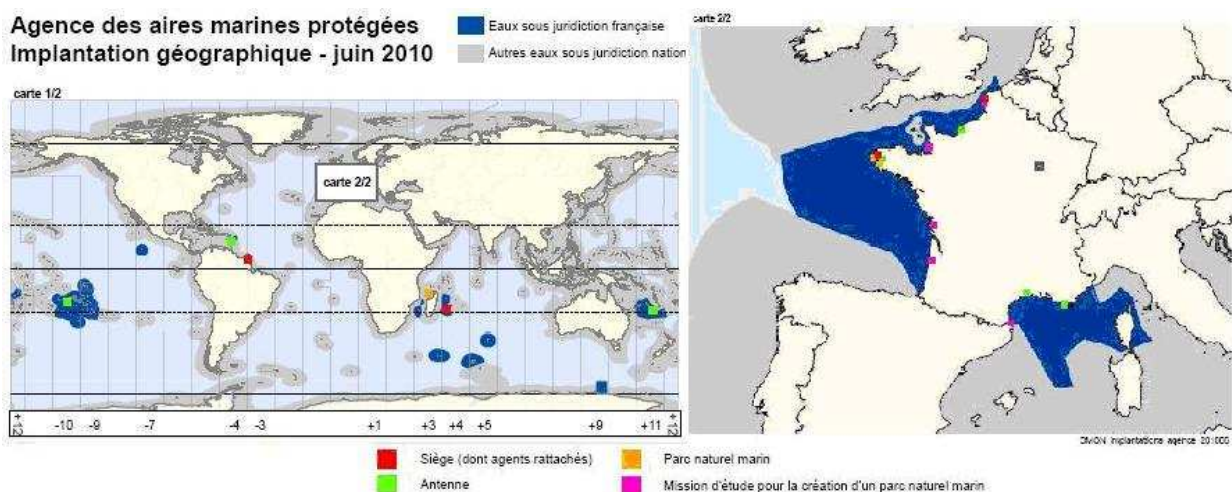 Agence des aires marines protégées
Implantation géographique - juin 2010
Eaux sous juridiction française
Autres eaux sous juridiction nation
carte 2/2
carte 1/2
carte 2/2
+12 -10 -9 -7 -4 -3 +1 +3 +4 +5 +9 +11 +12
Siège (dont agents rattachés)
Antenne
Parc naturel marin
Mission d'étude pour la création d'un parc naturel marin